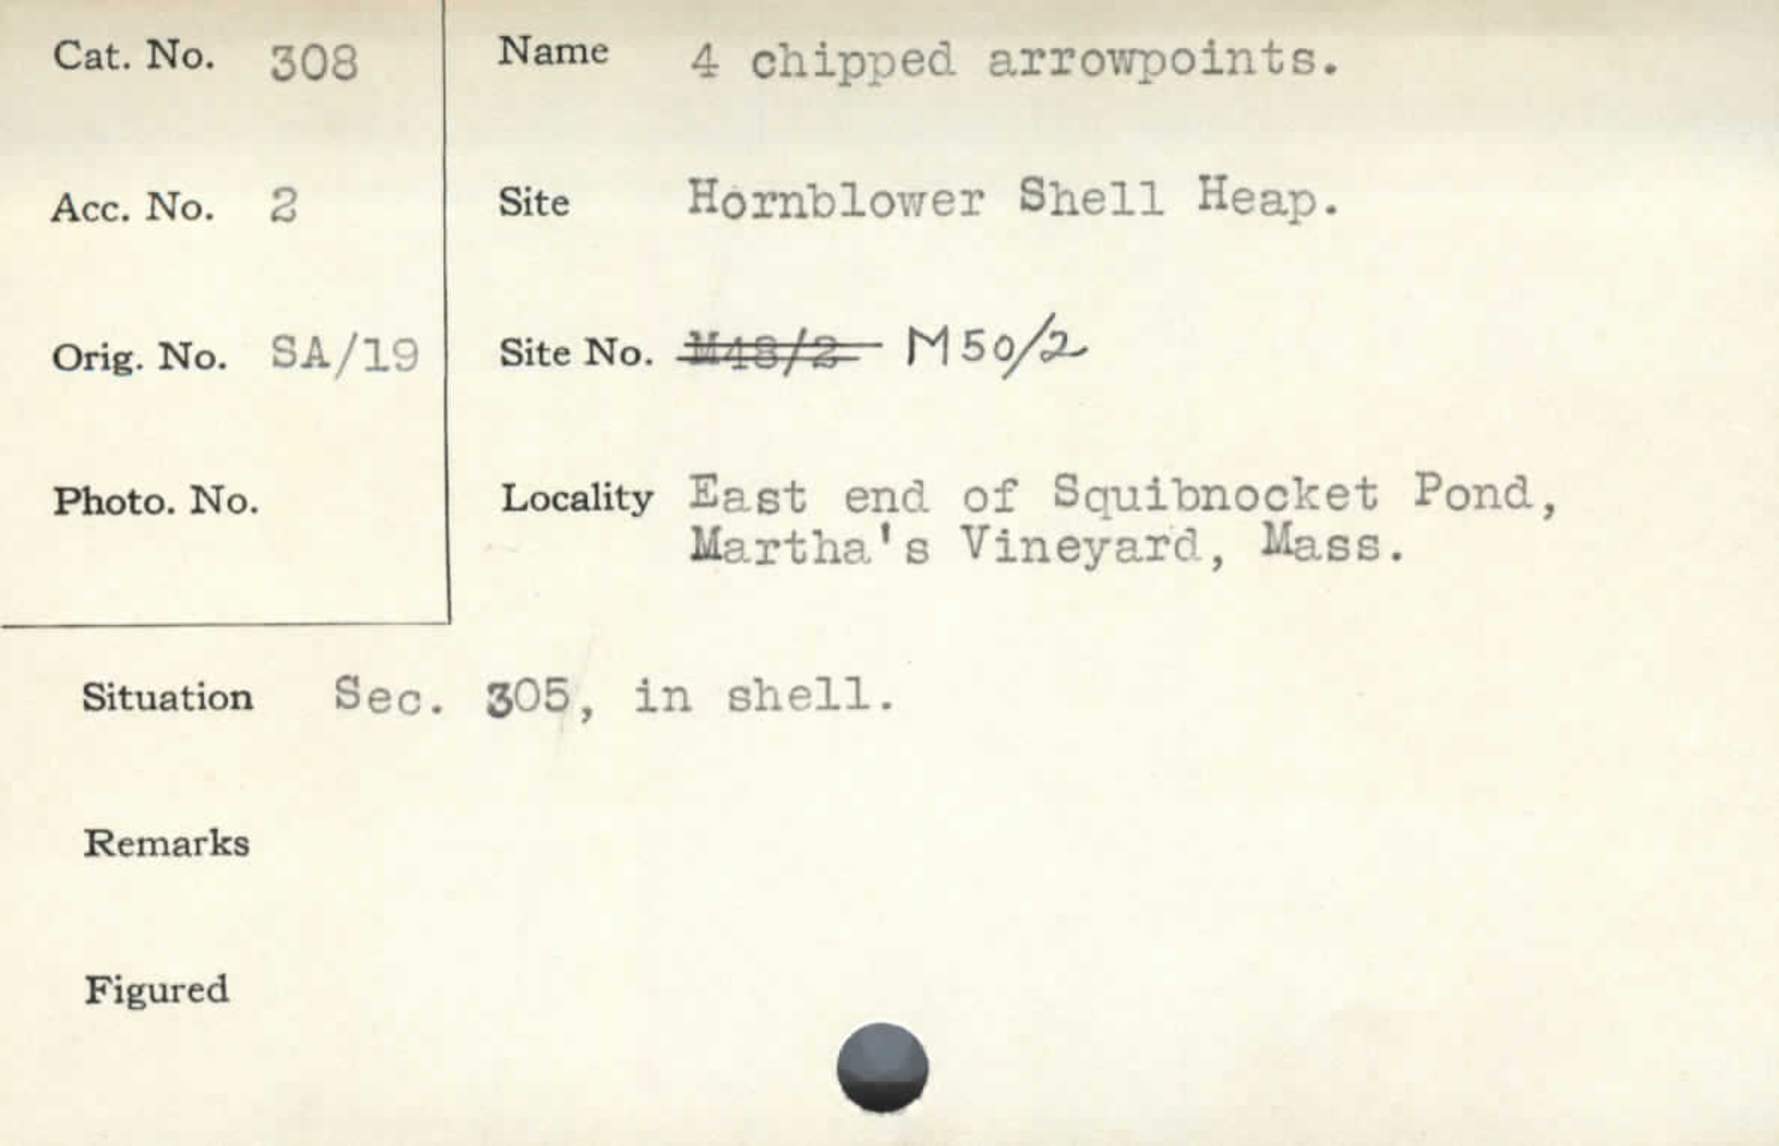 Cat. No. 308
Name 4 chipped arrowpoints.
Acc. No. 2
Site Hornblower Shell Heap.
Orig. No. SA/19
Site No. M48/2 M50/2
Photo. No.
Locality East end of Squibnocket Pond,
Martha's Vineyard, Mass.
Situation Sec. 305, in shell.
Remarks
Figured